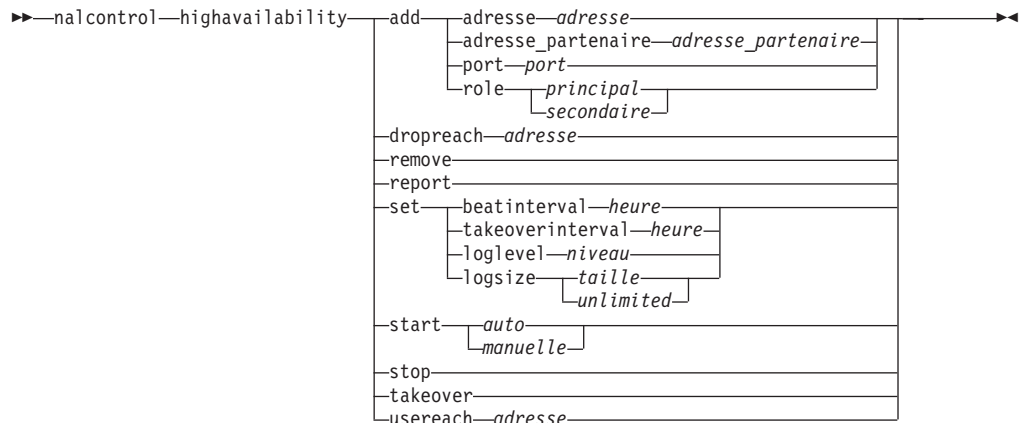 nalcontrol highavailability add adresse adresse
adresse_partenaire adresse_partenaire
port port
role principal
secondaire
dropreach adresse
remove
report
set beatinterval heure
takeoverinterval heure
loglevel niveau
logsize taille
unlimited
start auto
manuelle
stop
takeover
usereach adresse